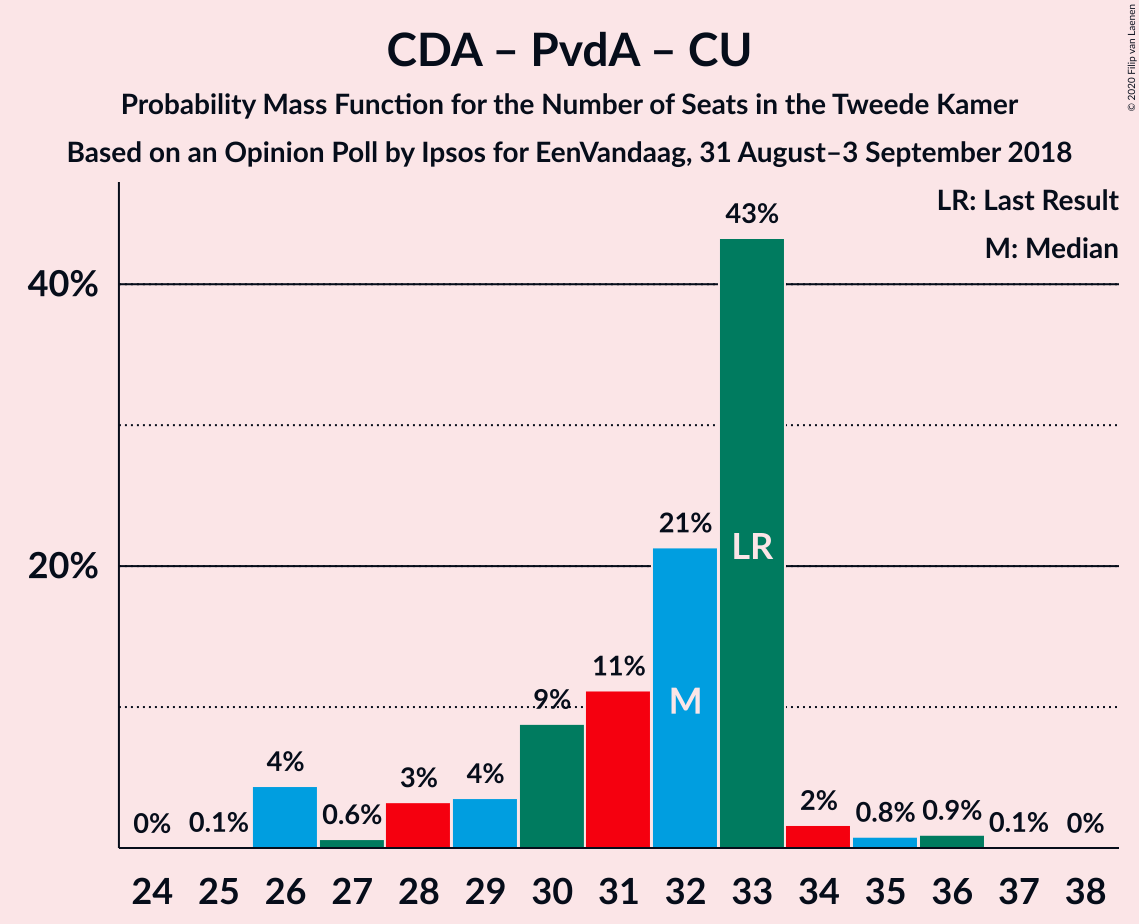 CDA – PvdA – CU
Probability Mass Function for the Number of Seats in the Tweede Kamer
Based on an Opinion Poll by Ipsos for EenVandaag, 31 August–3 September 2018
© 2020 Filip van Laenen
LR: Last Result
M: Median
40%
20%
0% 0.1% 4% 0.6% 3% 4% 9% 11% 21% 43% 2% 0.8% 0.9% 0.1% 0%
LR
M
24 25 26 27 28 29 30 31 32 33 34 35 36 37 38